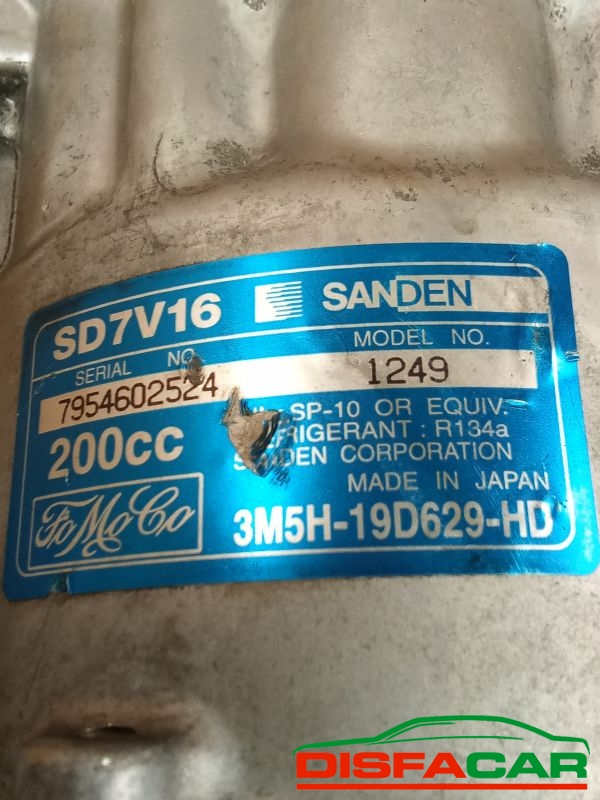 SD7V16 SANDEN
SERIAL NO. MODEL NO.
7954602524 1249
SP-10 OR EQUIV.
200cc REFRIGERANT : R134a
SANDEN CORPORATION
MADE IN JAPAN
FoMoCo 3M5H-19D629-HD
DISFACAR